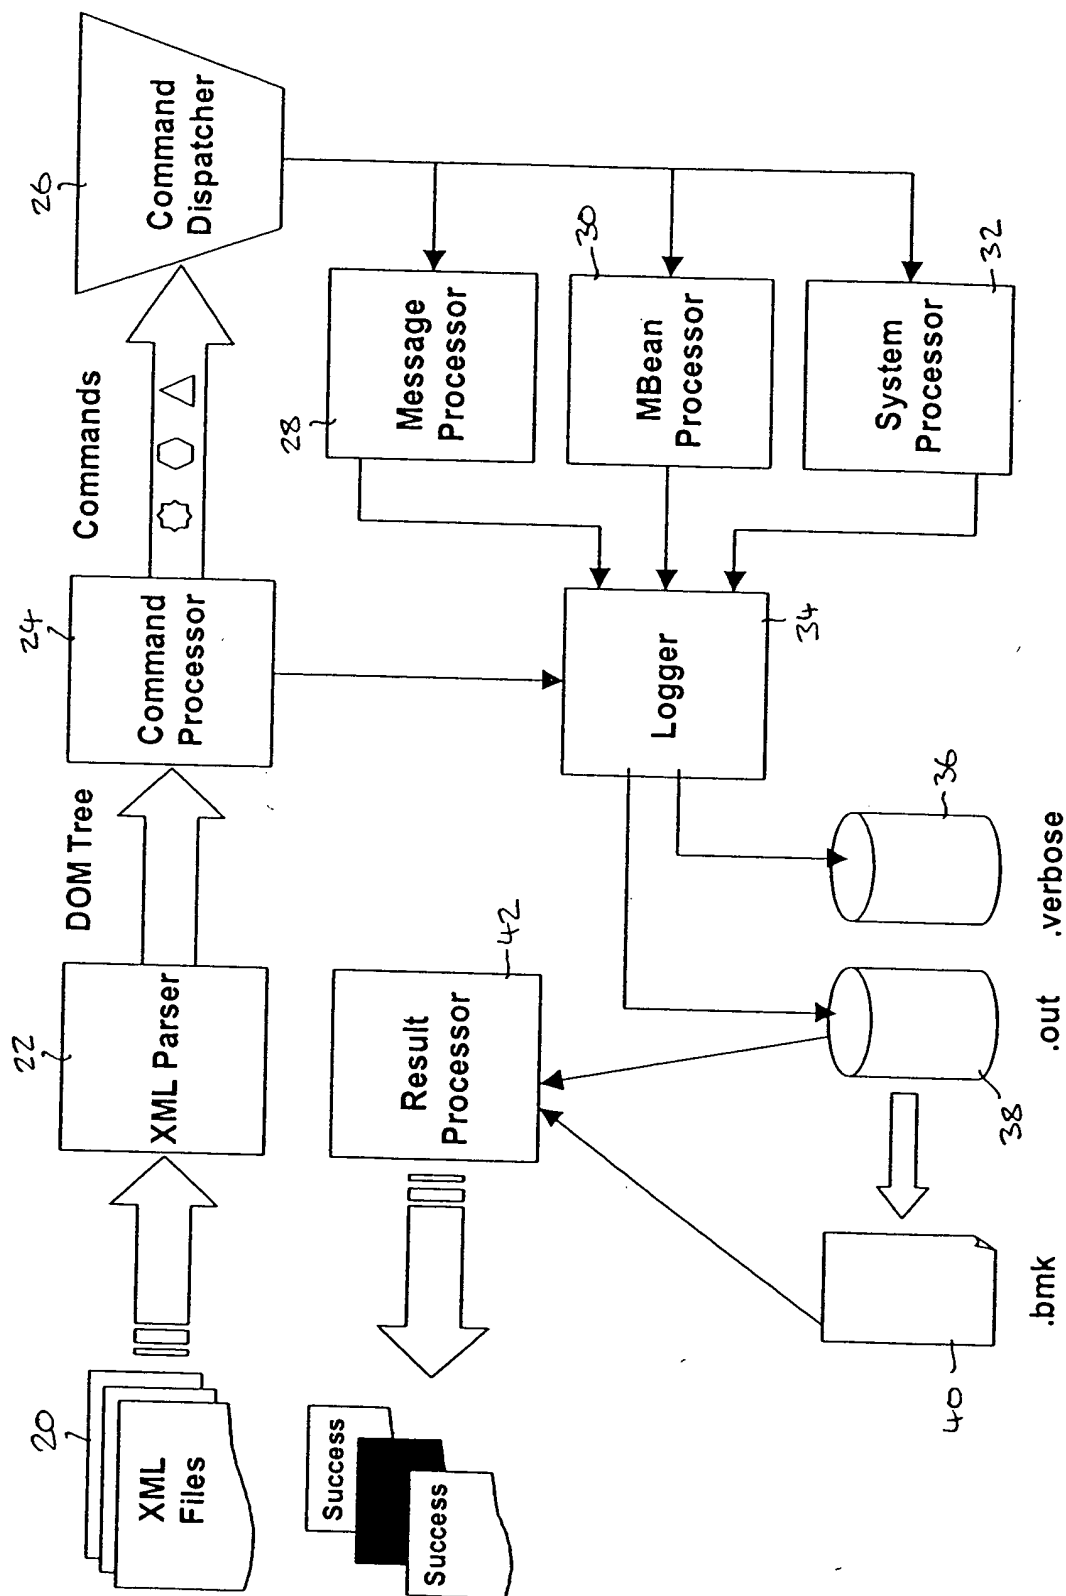 20
XML
Files
22
XML Parser
DOM Tree
24
Command
Processor
Commands
26
Command
Dispatcher
Success
Success
Result
Processor
42
Logger
34
28
Message
Processor
30
MBean
Processor
System
Processor
32
40
.bmk
38
.out
36
.verbose